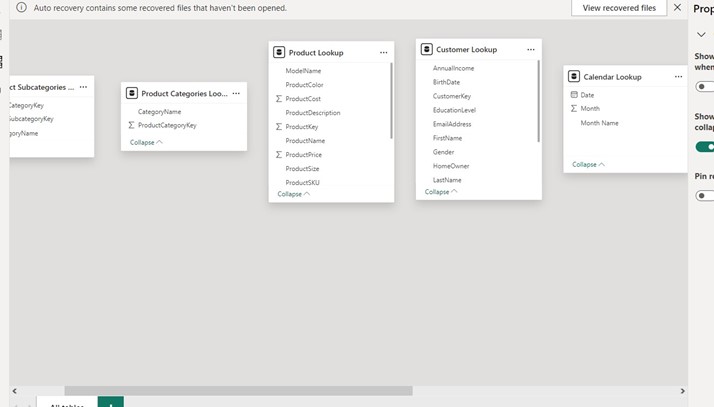 Auto recovery contains some recovered files that haven't been opened.
View recovered files
Prop
Show
when
Show
collap
Pin re
ct Subcategories ...
CategoryKey
SubcategoryKey
goryName
Product Categories Loo...
CategoryName
ProductCategoryKey
Collapse
Product Lookup
ModelName
ProductColor
ProductCost
ProductDescription
ProductKey
ProductName
ProductPrice
ProductSize
ProductSKU
Collapse
Customer Lookup
AnnualIncome
BirthDate
CustomerKey
EducationLevel
EmailAddress
FirstName
Gender
HomeOwner
LastName
Collapse
Calendar Lookup
Date
Month
Month Name
Collapse
All tables